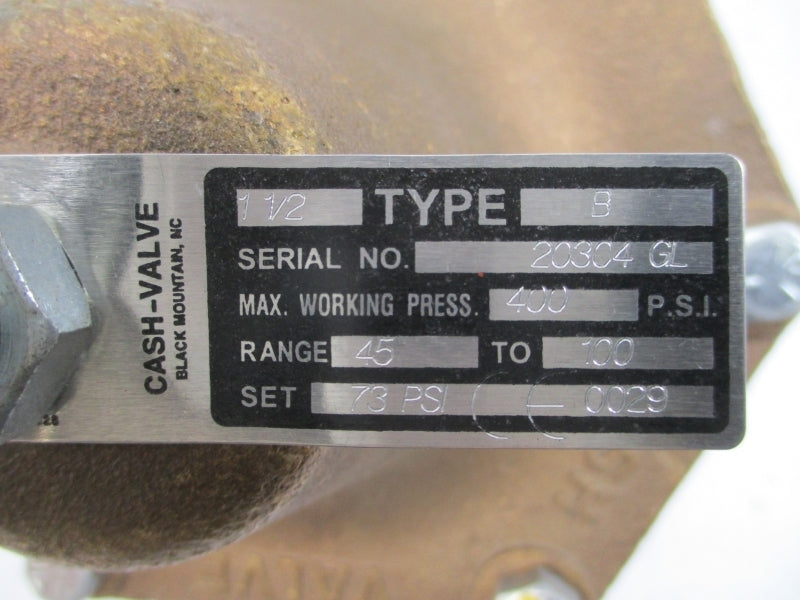 CASH-VALVE
BLACK MOUNTAIN, NC
1 1/2 TYPE B
SERIAL NO. 20304 GL
MAX. WORKING PRESS. 400 P.S.I.
RANGE 45 TO 100
SET 73 PSI CE 0029